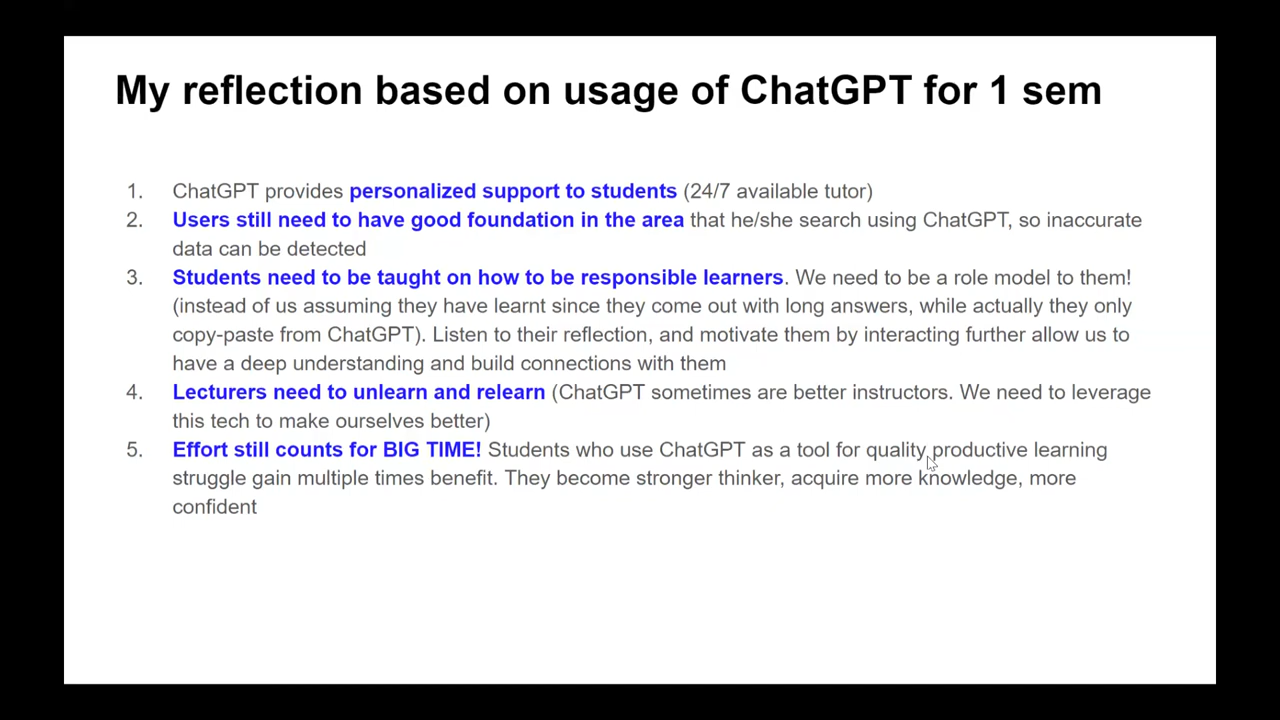 My reflection based on usage of ChatGPT for 1 sem
1. ChatGPT provides personalized support to students (24/7 available tutor)
2. Users still need to have good foundation in the area that he/she search using ChatGPT, so inaccurate
data can be detected
3. Students need to be taught on how to be responsible learners. We need to be a role model to them!
(instead of us assuming they have learnt since they come out with long answers, while actually they only
copy-paste from ChatGPT). Listen to their reflection, and motivate them by interacting further allow us to
have a deep understanding and build connections with them
4. Lecturers need to unlearn and relearn (ChatGPT sometimes are better instructors. We need to leverage
this tech to make ourselves better)
5. Effort still counts for BIG TIME! Students who use ChatGPT as a tool for quality productive learning
struggle gain multiple times benefit. They become stronger thinker, acquire more knowledge, more
confident